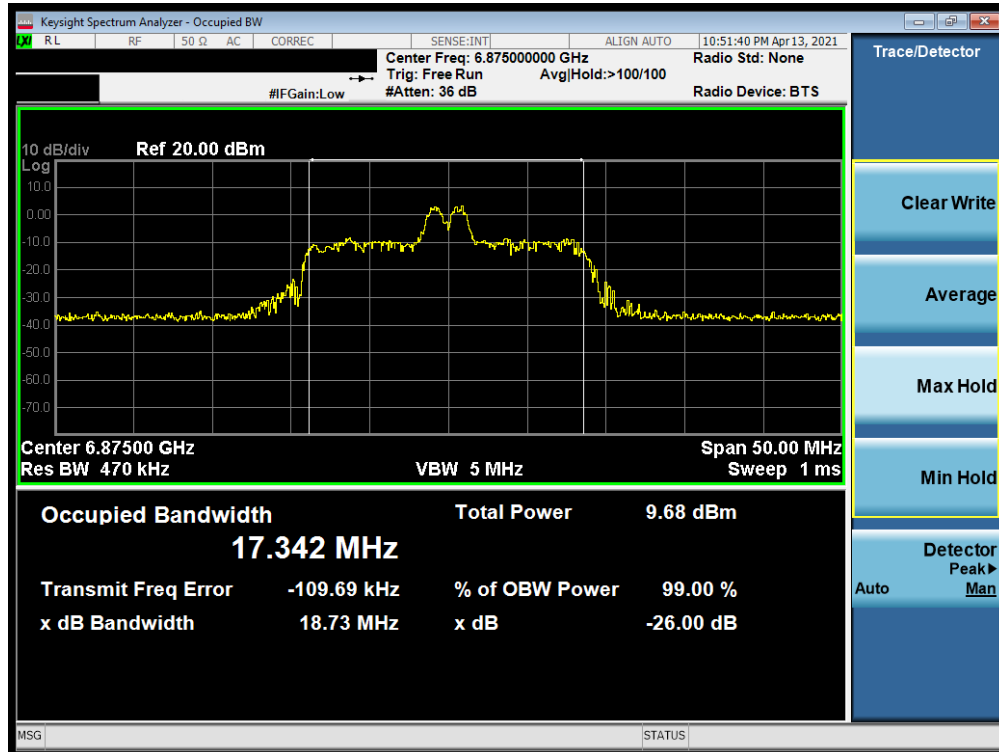 Keysight Spectrum Analyzer - Occupied BW
LXI RL RF 50 Ω AC CORREC SENSE:INT ALIGN AUTO 10:51:40 PM Apr 13, 2021
Center Freq: 6.875000000 GHz Radio Std: None
Trig: Free Run Avg|Hold:>100/100
#IFGain:Low #Atten: 36 dB Radio Device: BTS
10 dB/div Ref 20.00 dBm
Log
10.0
0.00
-10.0
-20.0
-30.0
-40.0
-50.0
-60.0
-70.0
Center 6.87500 GHz Span 50.00 MHz
Res BW 470 kHz VBW 5 MHz Sweep 1 ms
Occupied Bandwidth Total Power 9.68 dBm
17.342 MHz
Transmit Freq Error -109.69 kHz % of OBW Power 99.00 %
x dB Bandwidth 18.73 MHz x dB -26.00 dB
MSG STATUS
Trace/Detector
Clear Write
Average
Max Hold
Min Hold
Detector
Peak▶
Auto Man